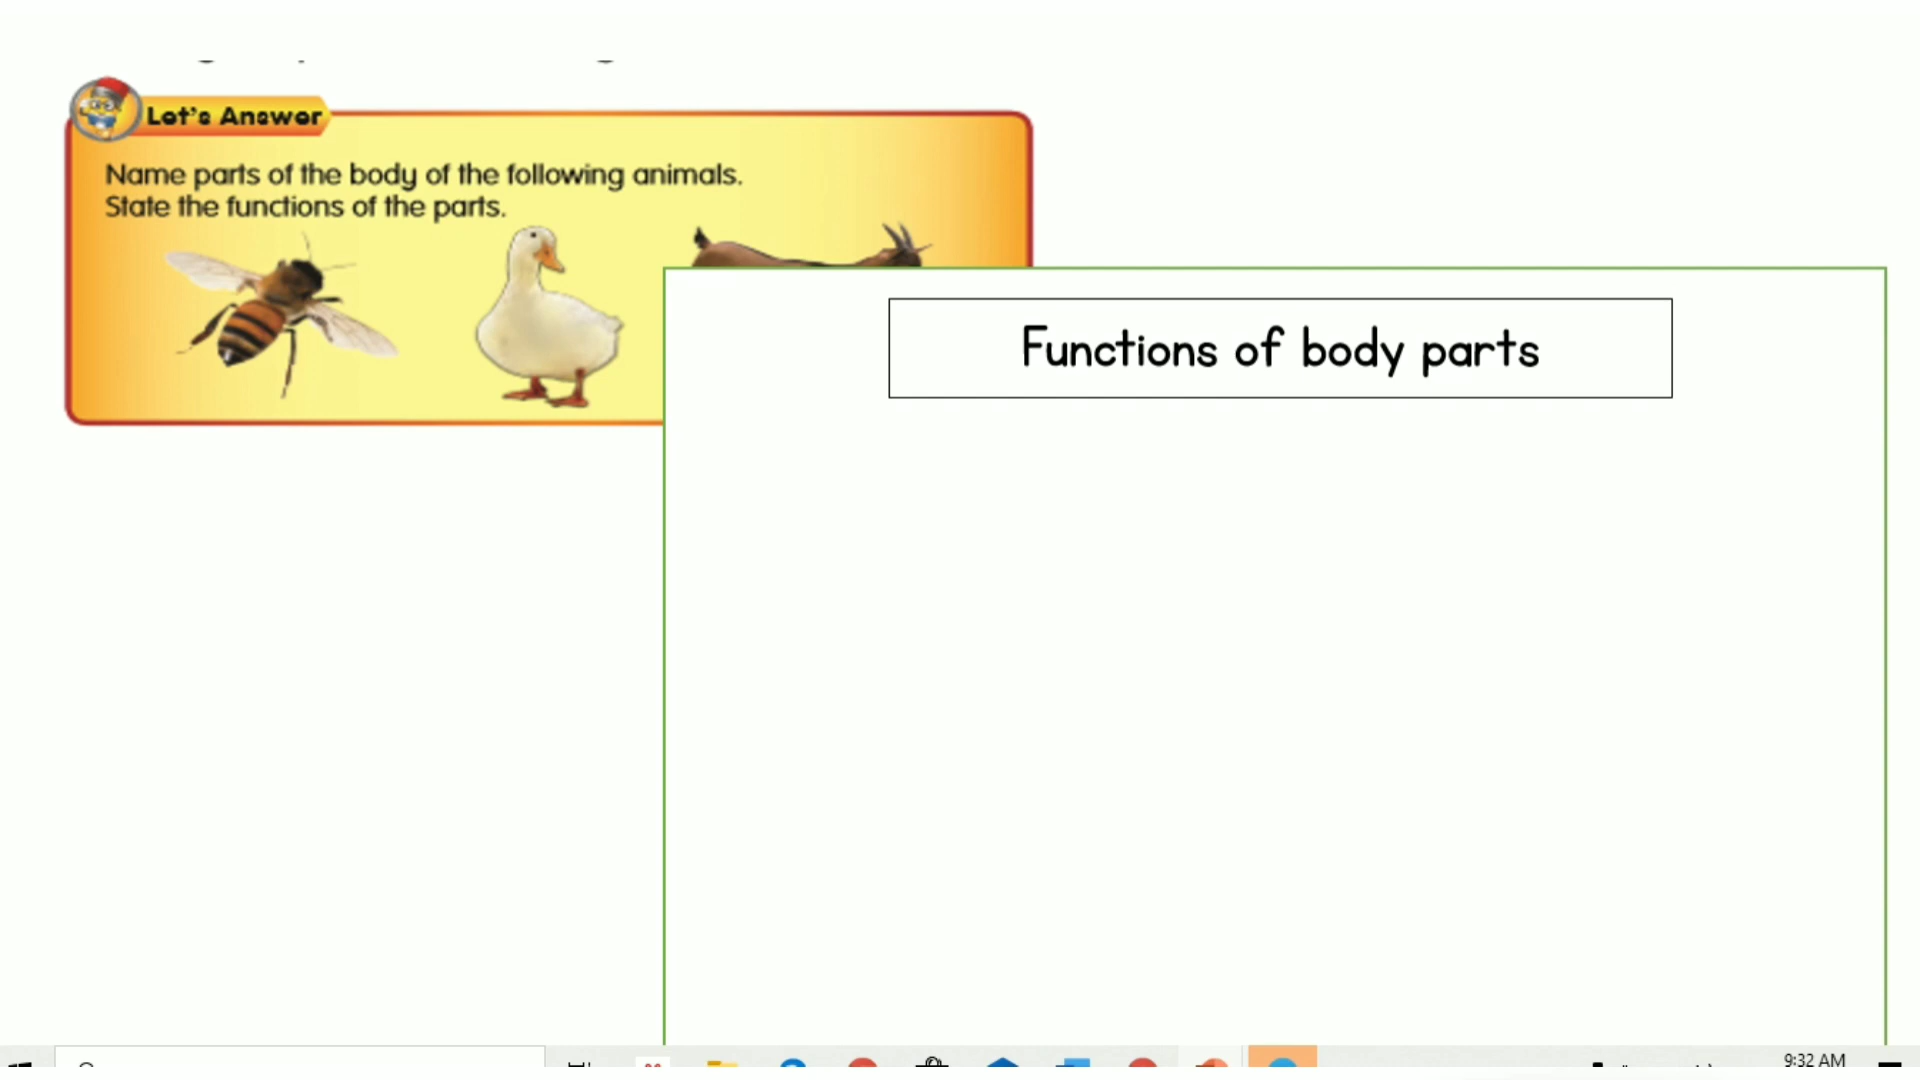 Let's Answer
Name parts of the body of the following animals.
State the functions of the parts.
Functions of body parts
9:32 AM